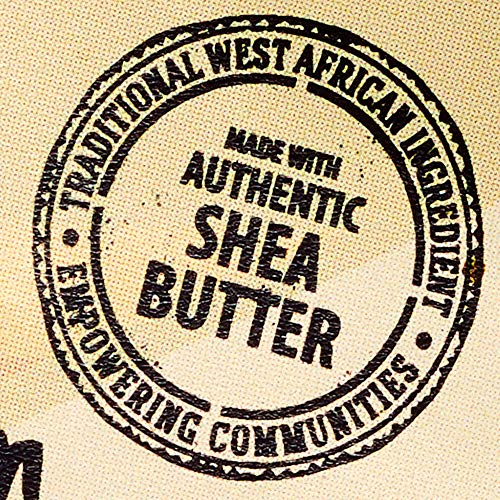 TRADITIONAL WEST AFRICAN INGREDIENT
MADE WITH
AUTHENTIC
SHEA
BUTTER
EMPOWERING COMMUNITIES